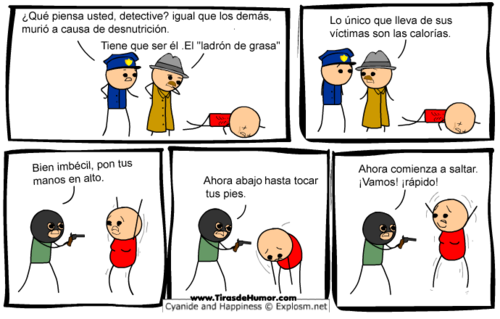 ¿Qué piensa usted, detective? igual que los demás,
murió a causa de desnutrición.
Tiene que ser él .El "ladrón de grasa"
Lo único que lleva de sus
víctimas son las calorías.
Bien imbécil, pon tus
manos en alto.
Ahora abajo hasta tocar
tus pies.
Ahora comienza a saltar.
¡Vamos! ¡rápido!
www.TirasdeHumor.com
Cyanide and Happiness © Explosm.net